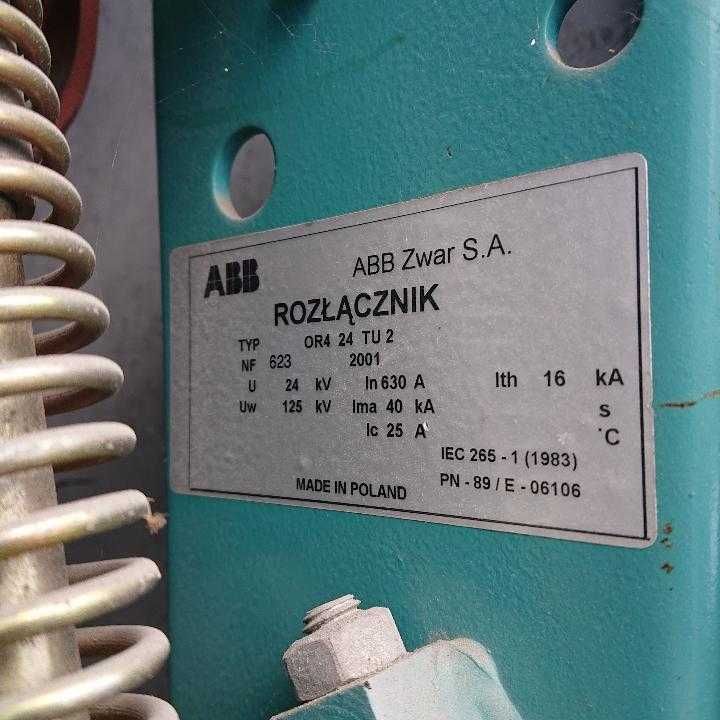 ABB ABB Zwar S.A.
ROZŁĄCZNIK
TYP OR4 24 TU 2
NF 623 2001
U 24 kV In 630 A Ith 16 kA
Uw 125 kV Ima 40 kA s
Ic 25 A °C
IEC 265 - 1 (1983)
MADE IN POLAND PN - 89 / E - 06106